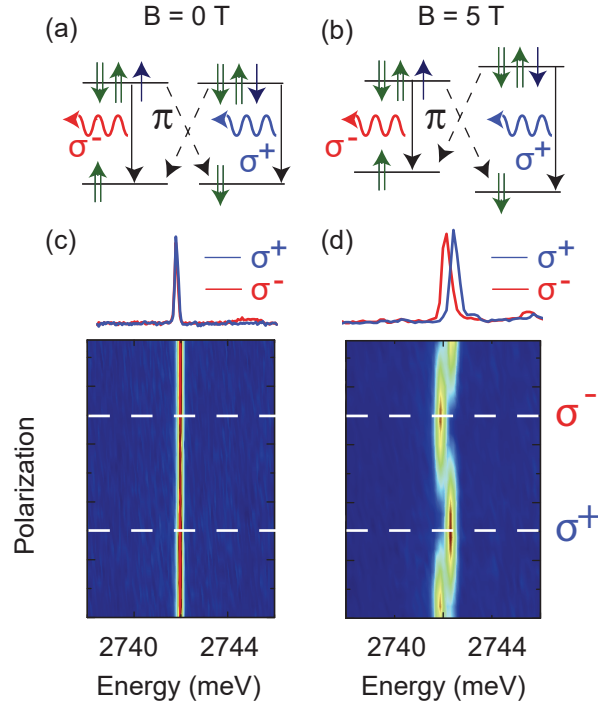 B = 0 T
B = 5 T
(a)
(b)
σ-
π
σ+
σ-
π
σ+
(c)
σ+
σ-
(d)
σ+
σ-
σ-
σ+
Polarization
2740
2744
2740
2744
Energy (meV)
Energy (meV)